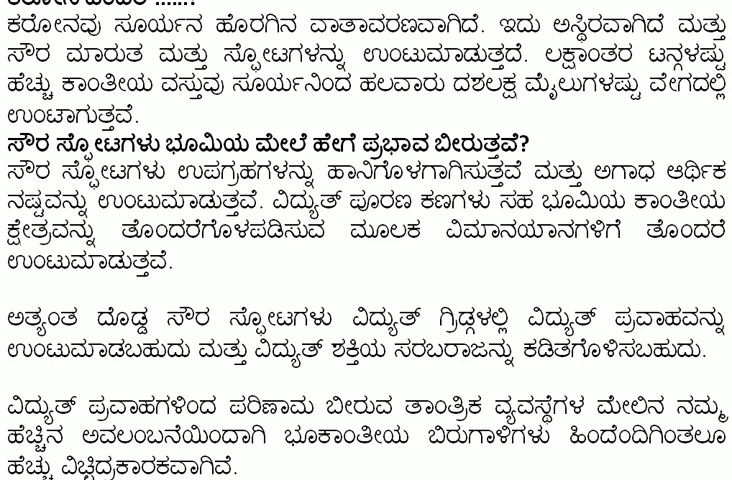 ಕರೋನವು ಸೂರ್ಯನ ಹೊರಗಿನ ವಾತಾವರಣವಾಗಿದೆ. ಇದು ಅಸ್ಥಿರವಾಗಿದೆ ಮತ್ತು
ಸೌರ ಮಾರುತ ಮತ್ತು ಸ್ಫೋಟಗಳನ್ನು ಉಂಟುಮಾಡುತ್ತದೆ. ಲಕ್ಷಾಂತರ ಟನ್ಗಳಷ್ಟು
ಹೆಚ್ಚು ಕಾಂತೀಯ ವಸ್ತುವು ಸೂರ್ಯನಿಂದ ಹಲವಾರು ದಶಲಕ್ಷ ಮೈಲುಗಳಷ್ಟು ವೇಗದಲ್ಲಿ
ಉಂಟಾಗುತ್ತವೆ.
ಸೌರ ಸ್ಫೋಟಗಳು ಭೂಮಿಯ ಮೇಲೆ ಹೇಗೆ ಪ್ರಭಾವ ಬೀರುತ್ತವೆ?
ಸೌರ ಸ್ಫೋಟಗಳು ಉಪಗ್ರಹಗಳನ್ನು ಹಾನಿಗೊಳಗಾಗಿಸುತ್ತವೆ ಮತ್ತು ಅಗಾಧ ಆರ್ಥಿಕ
ನಷ್ಟವನ್ನು ಉಂಟುಮಾಡುತ್ತವೆ. ವಿದ್ಯುತ್ ಪೂರಣ ಕಣಗಳು ಸಹ ಭೂಮಿಯ ಕಾಂತೀಯ
ಕ್ಷೇತ್ರವನ್ನು ತೊಂದರೆಗೊಳಪಡಿಸುವ ಮೂಲಕ ವಿಮಾನಯಾನಗಳಿಗೆ ತೊಂದರೆ
ಉಂಟುಮಾಡುತ್ತವೆ.
ಅತ್ಯಂತ ದೊಡ್ಡ ಸೌರ ಸ್ಫೋಟಗಳು ವಿದ್ಯುತ್ ಗ್ರಿಡ್ಗಳಲ್ಲಿ ವಿದ್ಯುತ್ ಪ್ರವಾಹವನ್ನು
ಉಂಟುಮಾಡಬಹುದು ಮತ್ತು ವಿದ್ಯುತ್ ಶಕ್ತಿಯ ಸರಬರಾಜನ್ನು ಕಡಿತಗೊಳಿಸಬಹುದು.
ವಿದ್ಯುತ್ ಪ್ರವಾಹಗಳಿಂದ ಪರಿಣಾಮ ಬೀರುವ ತಾಂತ್ರಿಕ ವ್ಯವಸ್ಥೆಗಳ ಮೇಲಿನ ನಮ್ಮ
ಹೆಚ್ಚಿನ ಅವಲಂಬನೆಯಿಂದಾಗಿ ಭೂಕಾಂತೀಯ ಬಿರುಗಾಳಿಗಳು ಹಿಂದೆಂದಿಗಿಂತಲೂ
ಹೆಚ್ಚು ವಿಚ್ಛಿದ್ರಕಾರಕವಾಗಿವೆ.